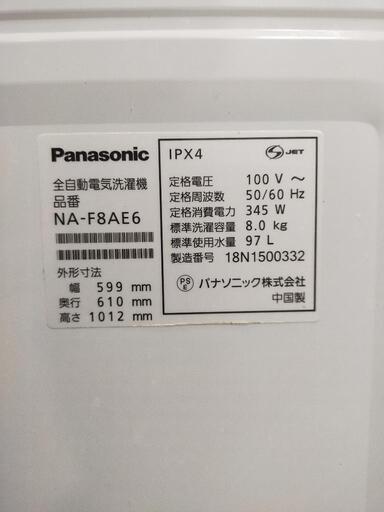 Panasonic
全自動電気洗濯機
品番
NA-F8AE6
外形寸法
幅 599 mm
奥行 610 mm
高さ 1012 mm
IPX4
S JET
定格電圧 100 V ～
定格周波数 50/60 Hz
定格消費電力 345 W
標準洗濯容量 8.0 kg
標準使用水量 97 L
製造番号 18N1500332
PS E パナソニック株式会社
中国製